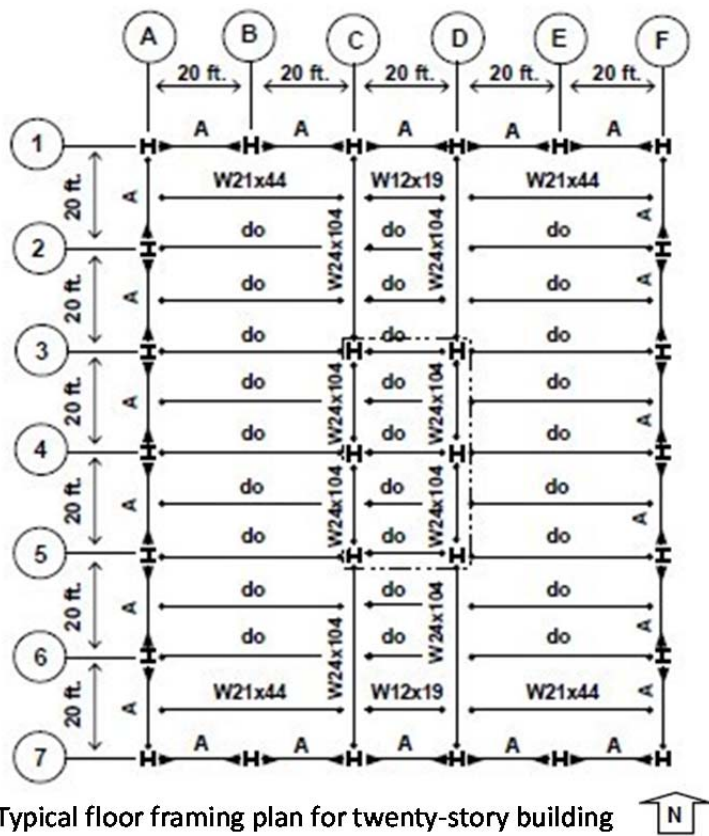 A B C D E F
20 ft. 20 ft. 20 ft. 20 ft. 20 ft.
1 A A A A A
W21x44 W12x19 W21x44
20 ft. A A
do do do
2 W24x104 W24x104
do do do
20 ft. A A
do do do
3
do do do
20 ft. A W24x104 W24x104 A
do do do
4
do do do
20 ft. A W24x104 W24x104 A
do do do
5
do do do
20 ft. A A
do do do
6 W24x104 W24x104
W21x44 W12x19 W21x44
20 ft. A A
A A A A A
7
Typical floor framing plan for twenty-story building N